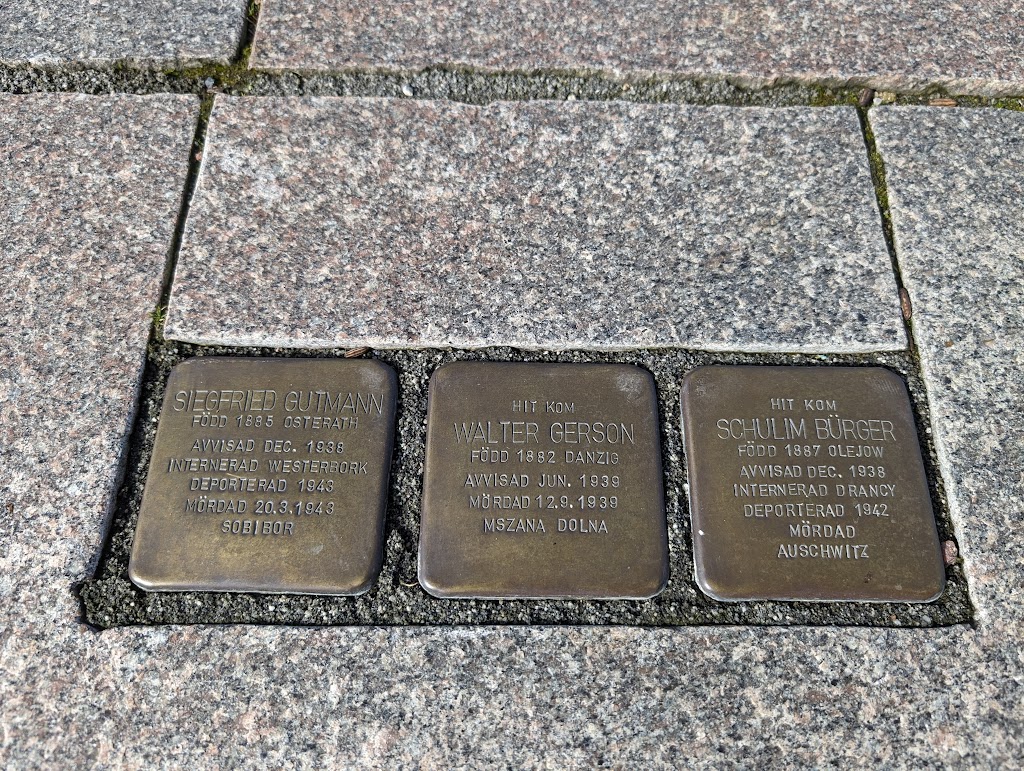 SIEGFRIED GUTMANN
FÖDD 1885 OSTERATH
AVVISAD DEC. 1938
INTERNERAD WESTERBORK
DEPORTERAD 1943
MÖRDAD 20.3.1943
SOBIBOR
HIT KOM
WALTER GERSON
FÖDD 1882 DANZIG
AVVISAD JUN. 1939
MÖRDAD 12.9.1939
MSZANA DOLNA
HIT KOM
SCHULIM BÜRGER
FÖDD 1887 OLEJOW
AVVISAD DEC. 1938
INTERNERAD DRANCY
DEPORTERAD 1942
MÖRDAD
AUSCHWITZ